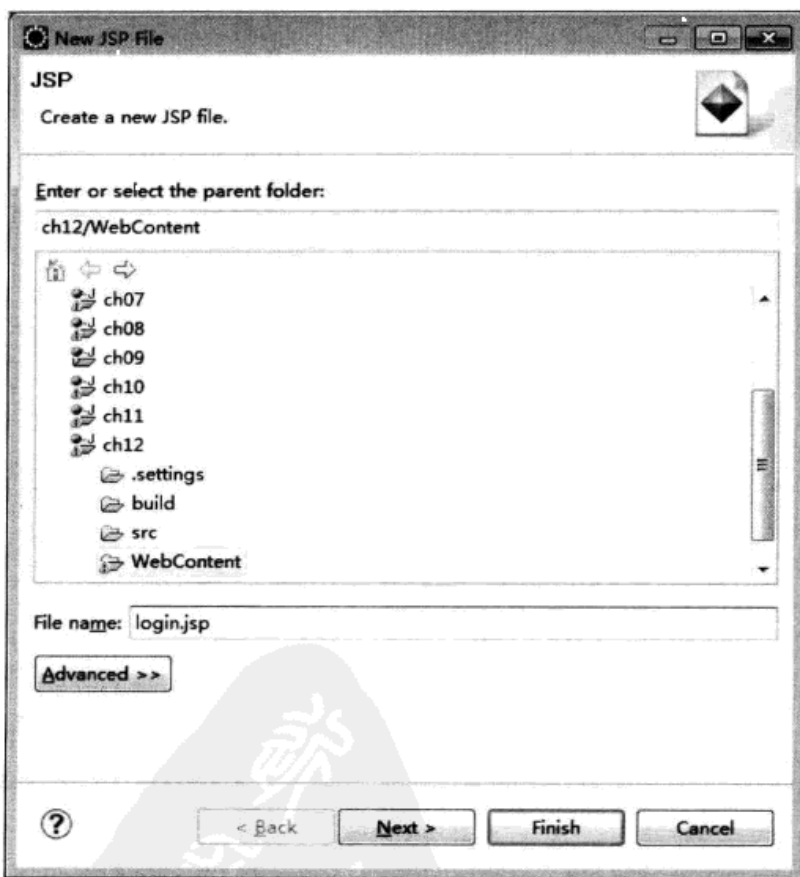 New JSP File
JSP
Create a new JSP file.
Enter or select the parent folder:
ch12/WebContent
ch07
ch08
ch09
ch10
ch11
ch12
.settings
build
src
WebContent
File name: login.jsp
Advanced >>
? < Back Next > Finish Cancel